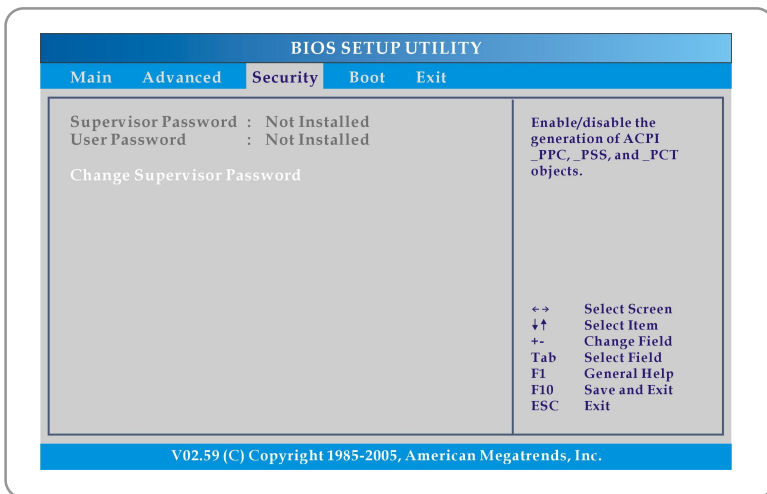 BIOS SETUP UTILITY
Main Advanced Security Boot Exit
Supervisor Password : Not Installed
User Password : Not Installed
Change Supervisor Password
Enable/disable the
generation of ACPI
_PPC, _PSS, and _PCT
objects.
←→ Select Screen
↓↑ Select Item
+- Change Field
Tab Select Field
F1 General Help
F10 Save and Exit
ESC Exit
V02.59 (C) Copyright 1985-2005, American Megatrends, Inc.